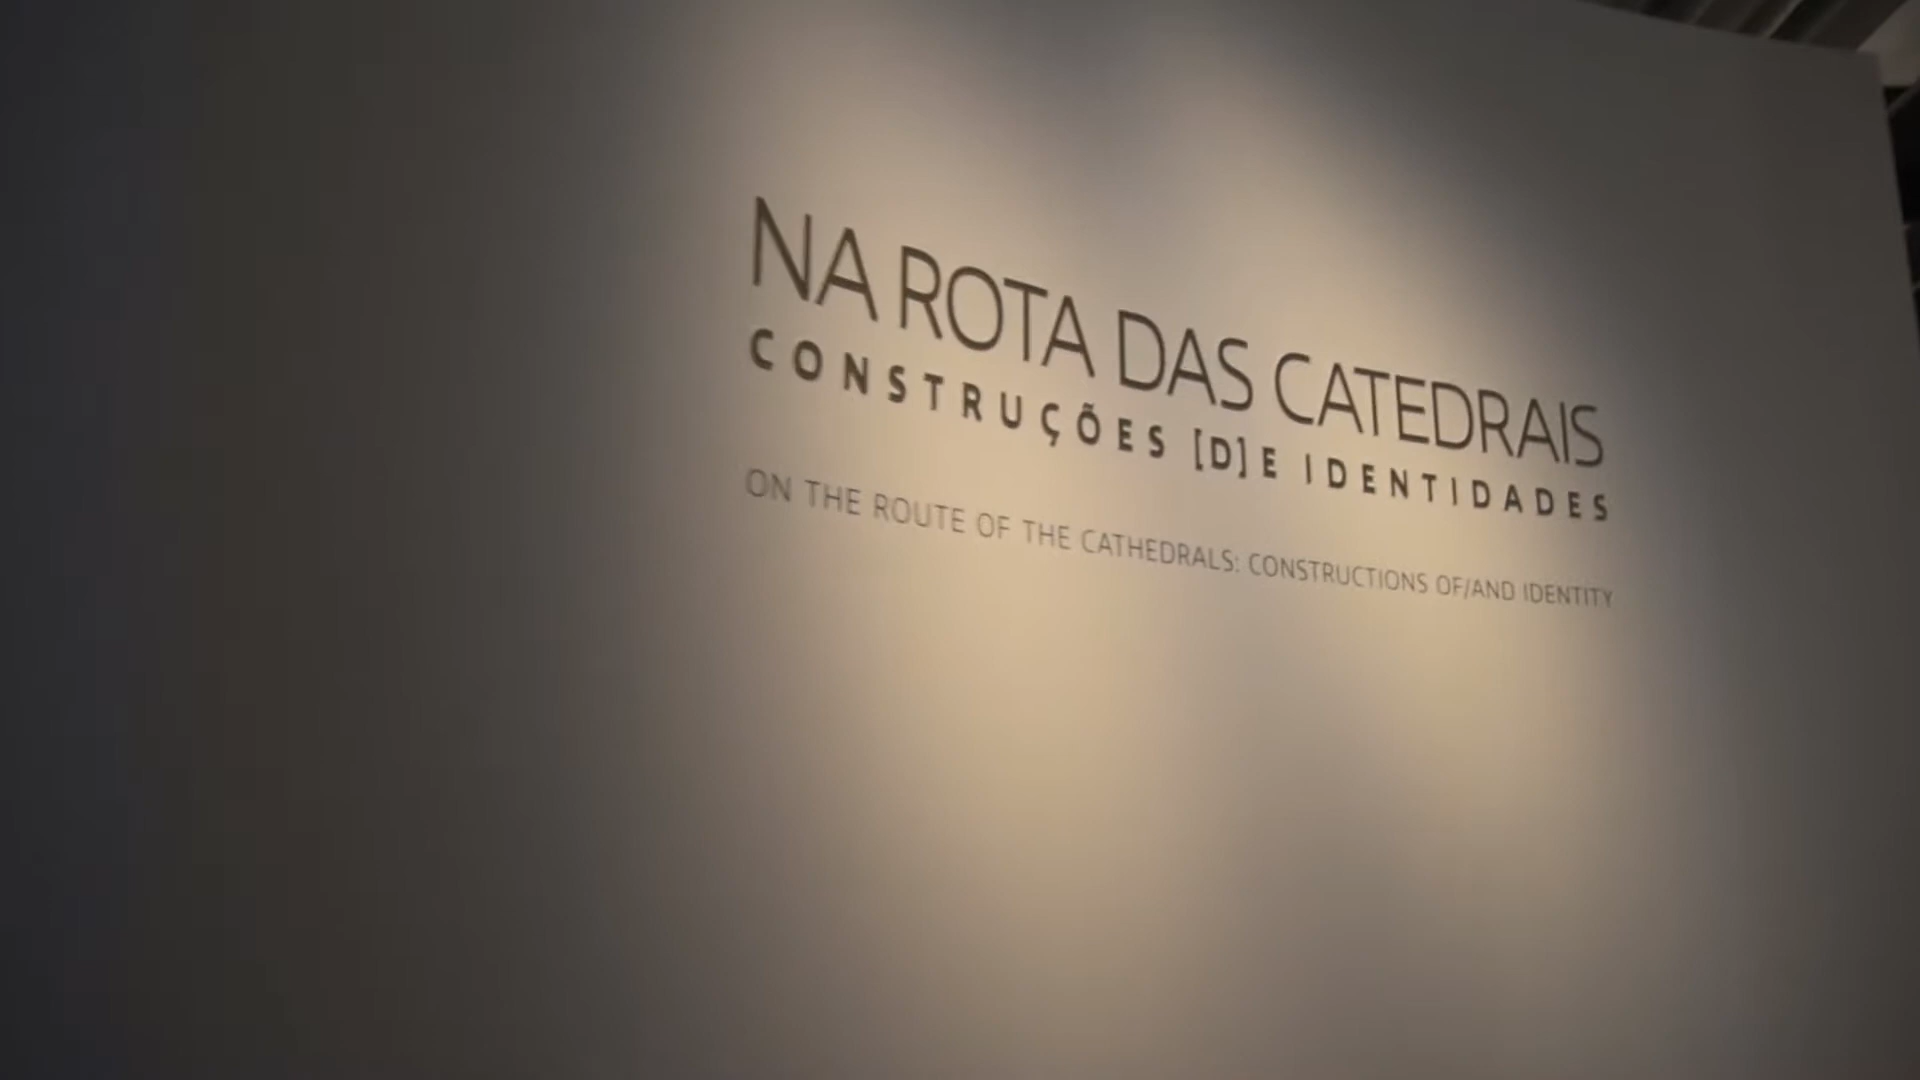 NA ROTA DAS CATEDRAIS
CONSTRUÇÕES [D]E IDENTIDADES
ON THE ROUTE OF THE CATHEDRALS: CONSTRUCTIONS OF/AND IDENTITY